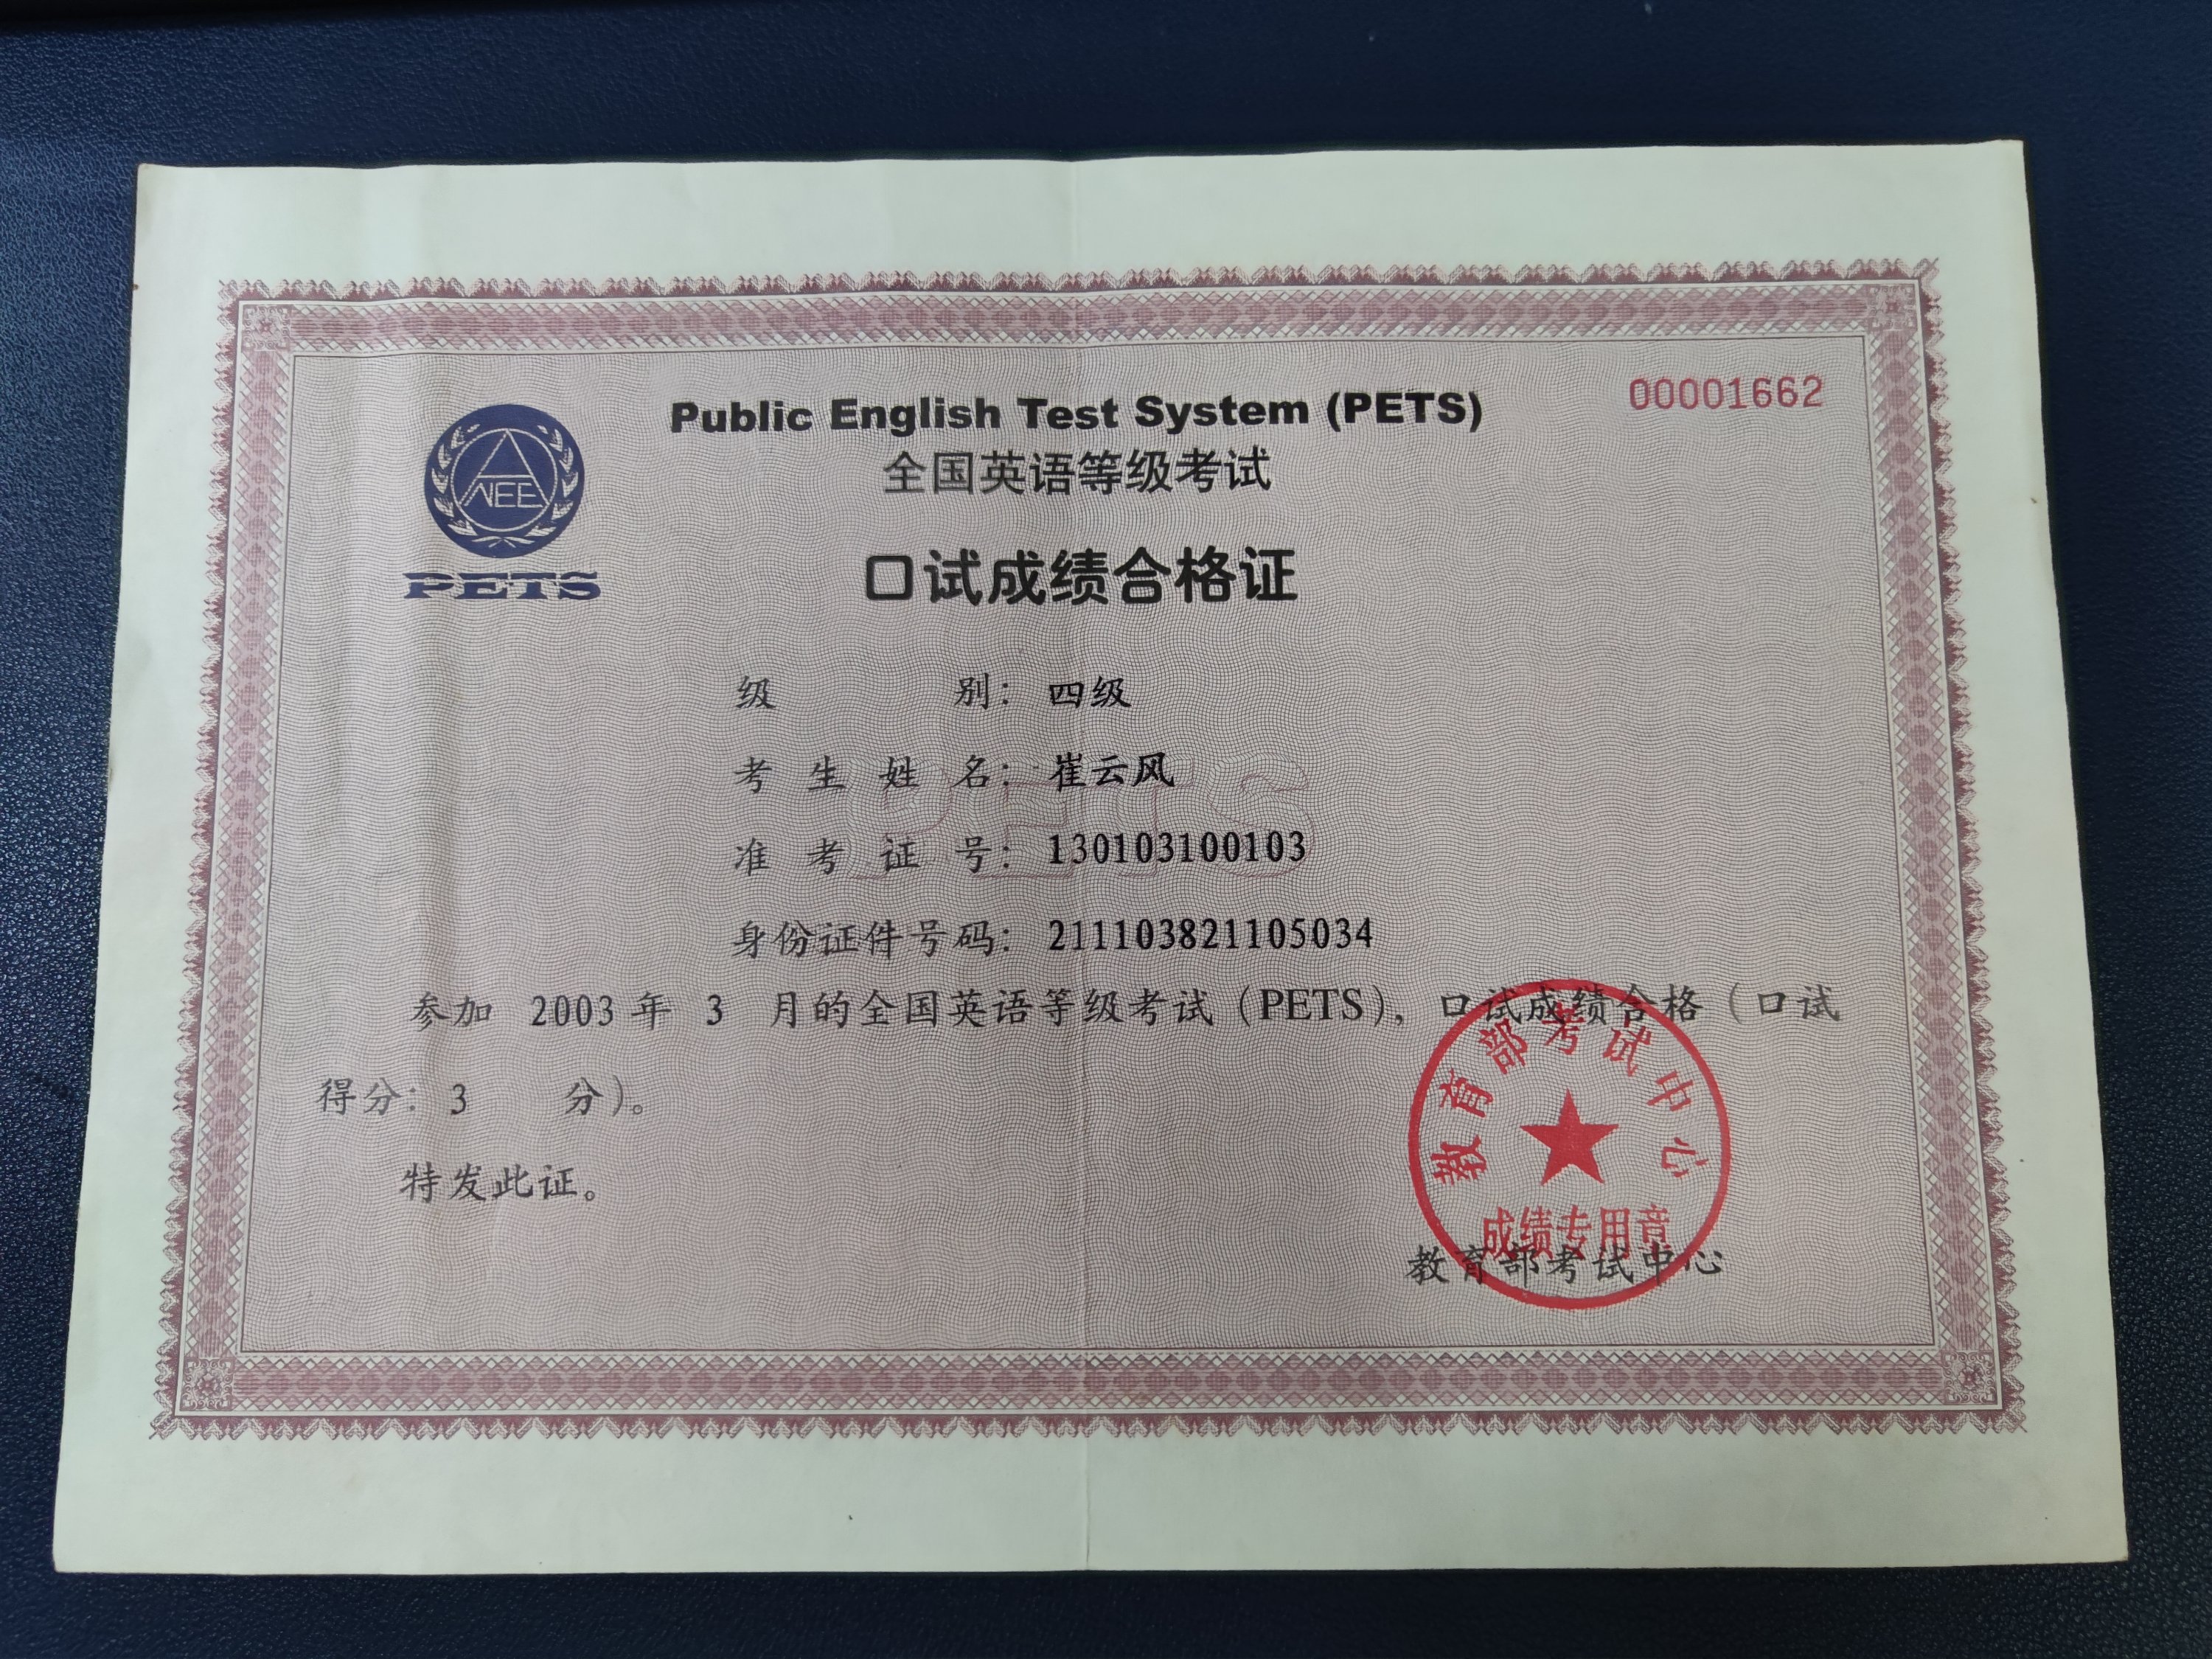 00001662
Public English Test System (PETS)
NEEA
PETS
全国英语等级考试
口试成绩合格证
级 别：四级
考 生 姓 名：崔云风
准 考 证 号：130103100103
PETS
身份证件号码：211103821105034
参加 2003 年 3 月的全国英语等级考试（PETS），口试成绩合格（口试
得分：3 分）。
特发此证。
教育部考试中心
成绩专用章
教育部考试中心